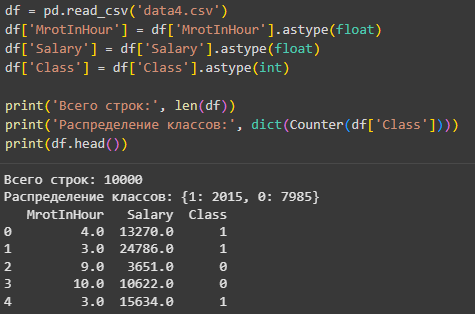 df = pd.read_csv('data4.csv')
df['MrotInHour'] = df['MrotInHour'].astype(float)
df['Salary'] = df['Salary'].astype(float)
df['Class'] = df['Class'].astype(int)
print('Всего строк:', len(df))
print('Распределение классов:', dict(Counter(df['Class'])))
print(df.head())
Всего строк: 10000
Распределение классов: {1: 2015, 0: 7985}
MrotInHour Salary Class
0 4.0 13270.0 1
1 3.0 24786.0 1
2 9.0 3651.0 0
3 10.0 10622.0 0
4 3.0 15634.0 1